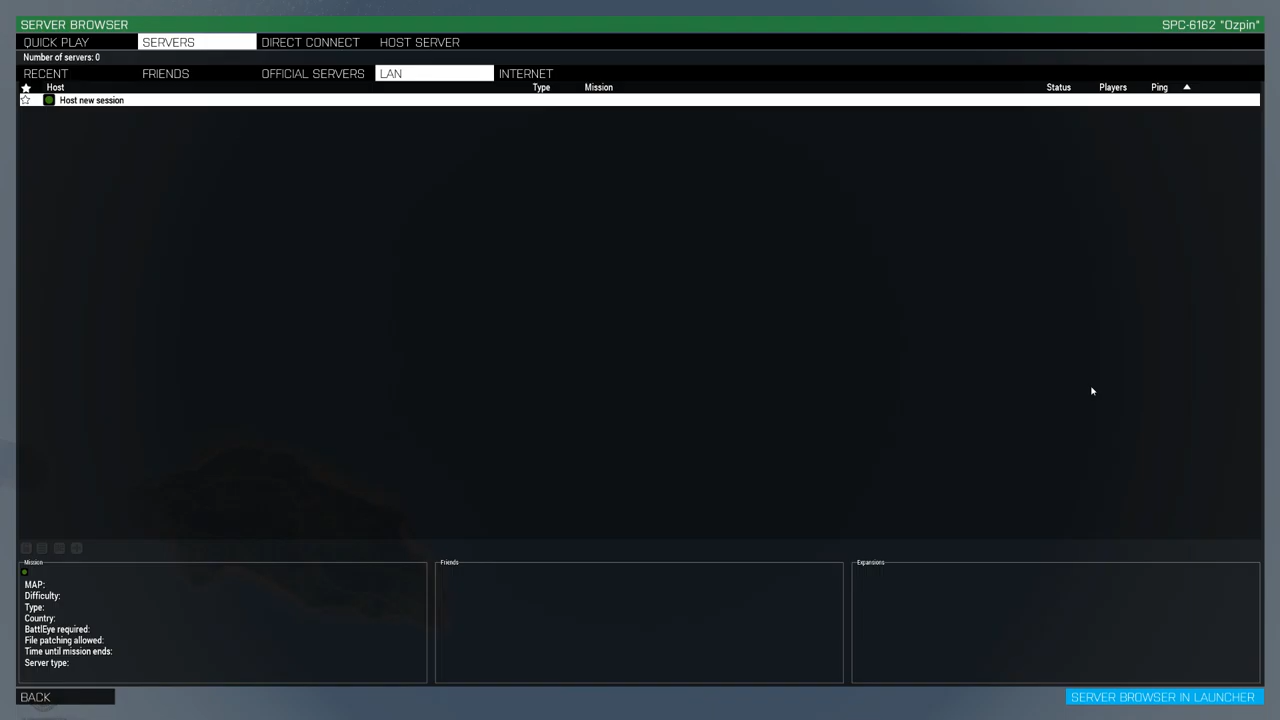 SERVER BROWSER SPC-6162 "Ozpin"
QUICK PLAY SERVERS DIRECT CONNECT HOST SERVER
Number of servers: 0
RECENT FRIENDS OFFICIAL SERVERS LAN INTERNET
Host Type Mission Status Players Ping
Host new session
Mission Friends Expansions
MAP:
Difficulty:
Type:
Country:
BattlEye required:
File patching allowed:
Time until mission ends:
Server type:
BACK SERVER BROWSER IN LAUNCHER